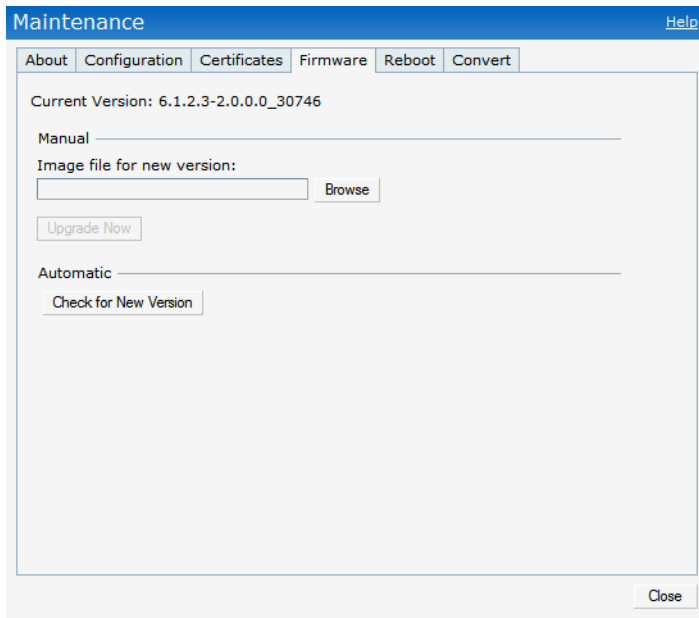 Maintenance Help
About Configuration Certificates Firmware Reboot Convert
Current Version: 6.1.2.3-2.0.0.0_30746
Manual
Image file for new version:
Browse
Upgrade Now
Automatic
Check for New Version
Close